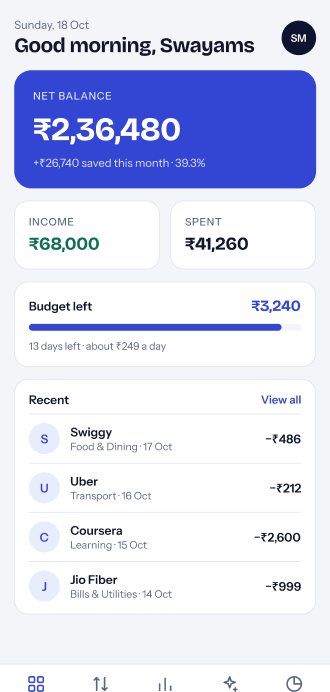 Sunday, 18 Oct
Good morning, Swayams
SM
NET BALANCE
₹2,36,480
+₹26,740 saved this month · 39.3%
INCOME
₹68,000
SPENT
₹41,260
Budget left
₹3,240
13 days left · about ₹249 a day
Recent
View all
S
Swiggy
Food & Dining · 17 Oct
−₹486
U
Uber
Transport · 16 Oct
−₹212
C
Coursera
Learning · 15 Oct
−₹2,600
J
Jio Fiber
Bills & Utilities · 14 Oct
−₹999